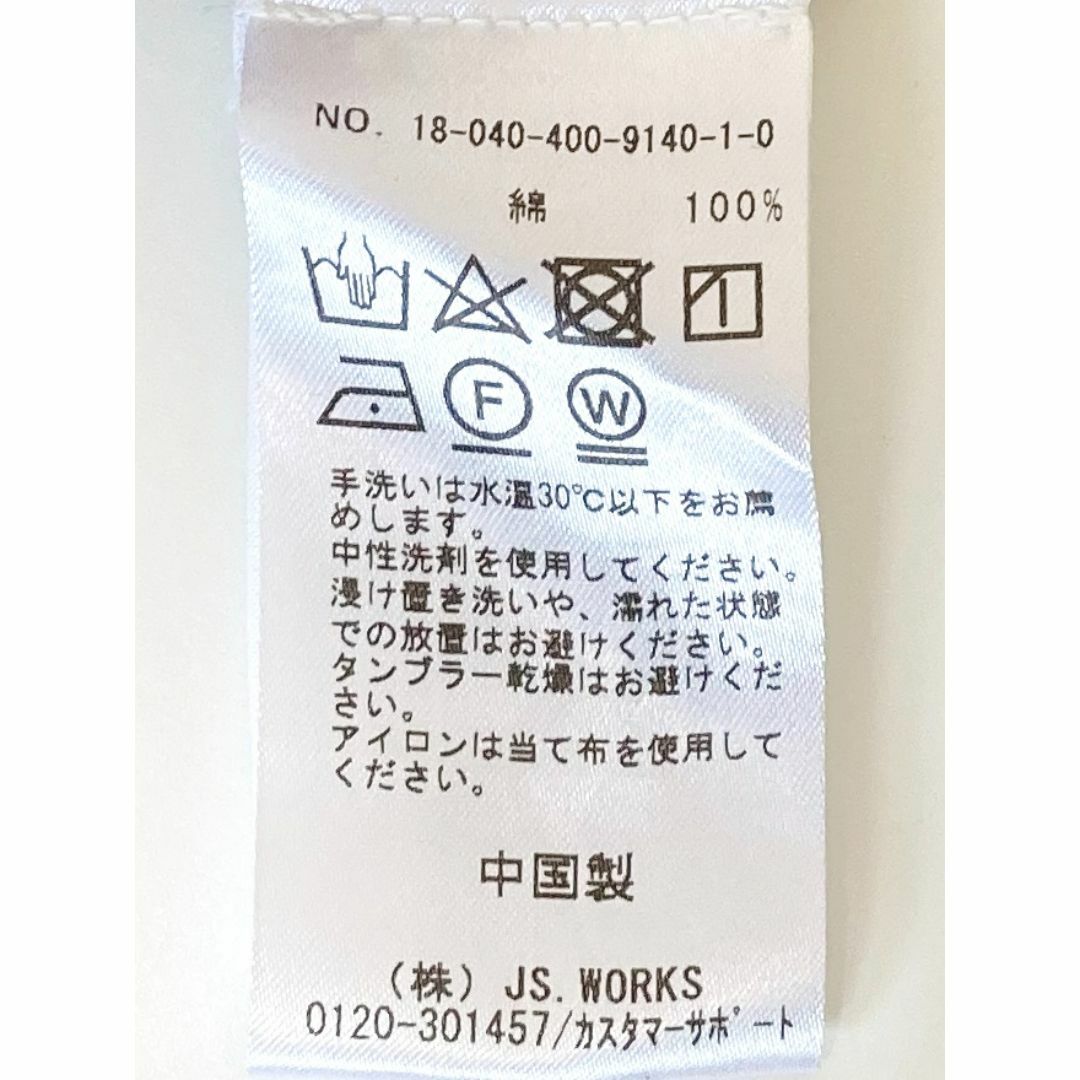 NO. 18-040-400-9140-1-0
綿 100%
F W
手洗いは水温30℃以下をお薦
めします。
中性洗剤を使用してください。
浸け置き洗いや、濡れた状態
での放置はお避けください。
タンブラー乾燥はお避けくだ
さい。
アイロンは当て布を使用して
ください。
中国製
(株) JS.WORKS
0120-301457/カスタマーサポート